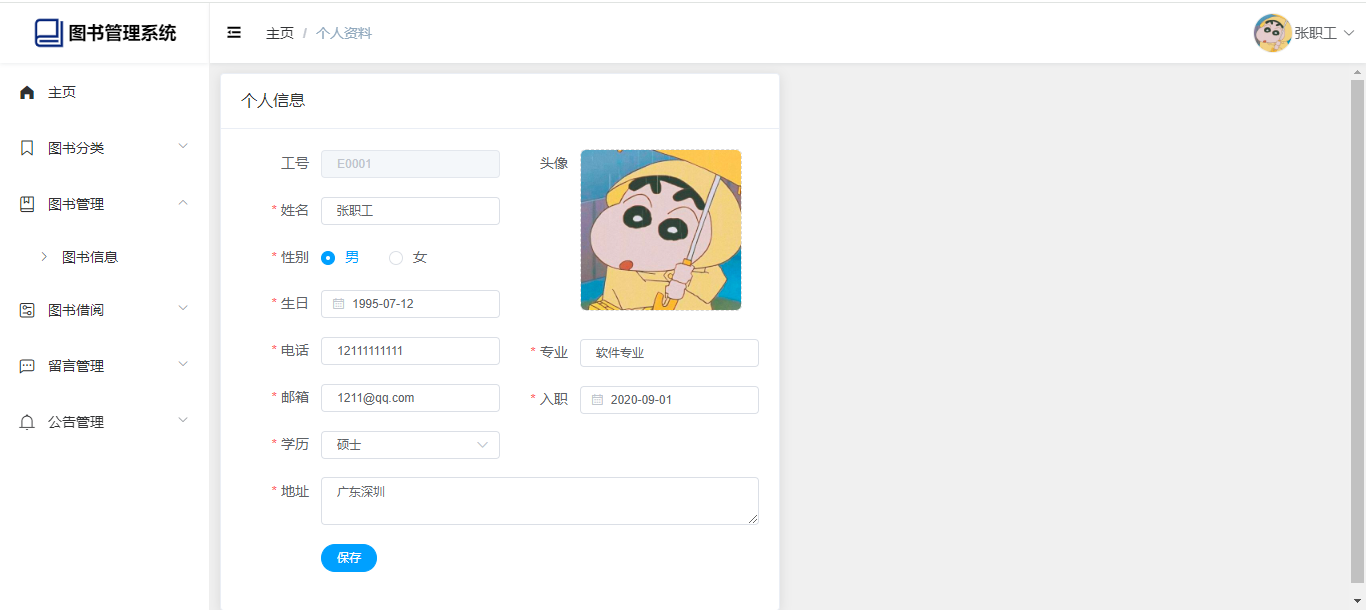 图书管理系统
主页 / 个人资料
张职工
主页
图书分类
图书管理
图书信息
图书借阅
留言管理
公告管理
个人信息
工号 E0001
头像
* 姓名 张职工
* 性别 男 女
* 生日 1995-07-12
* 电话 12111111111
* 专业 软件专业
* 邮箱 1211@qq.com
* 入职 2020-09-01
* 学历 硕士
* 地址 广东深圳
保存